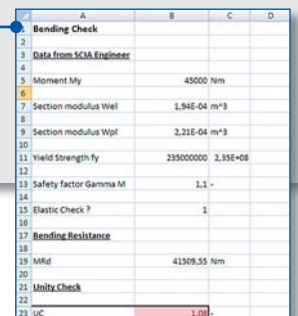 A B C D
1 Bending Check
2
3 Data from SCIA Engineer
4
5 Moment My 45000 Nm
6
7 Section modulus Wel 1,94E-04 m^3
8
9 Section modulus Wpl 2,21E-04 m^3
10
11 Yield Strength fy 235000000 2,35E+08
12
13 Safety factor Gamma M 1,1 -
14
15 Elastic Check ? 1
16
17 Bending Resistance
18
19 MRd 41509,55 Nm
20
21 Unity Check
22
23 UC 1,08 -